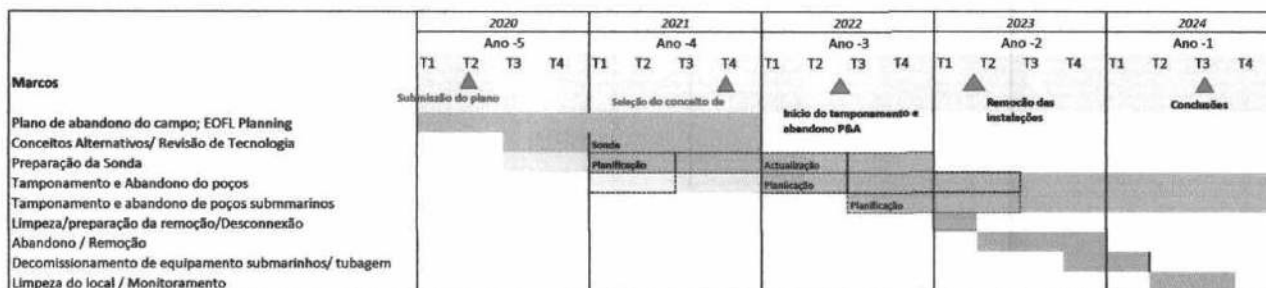 2020 2021 2022 2023 2024
Ano -5 Ano -4 Ano -3 Ano -2 Ano -1
T1 T2 T3 T4 T1 T2 T3 T4 T1 T2 T3 T4 T1 T2 T3 T4 T1 T2 T3 T4
Marcos
Submissão do plano Seleção do conceito de Início do tamponamento e Remocão das Conclusões
abandono P&A instalações
Plano de abandono do campo; EOFL Planning
Conceitos Alternativos/ Revisão de Tecnologia Sonda
Preparação da Sonda Planificação Actualização
Tamponamento e Abandono do poços Planicação
Tamponamento e abandono de poços submmarinos Planificação
Limpeza/preparação da remoção/Desconnexão
Abandono / Remoção
Decomissionamento de equipamento submarinhos/ tubagem
Limpeza do local / Monitoramento